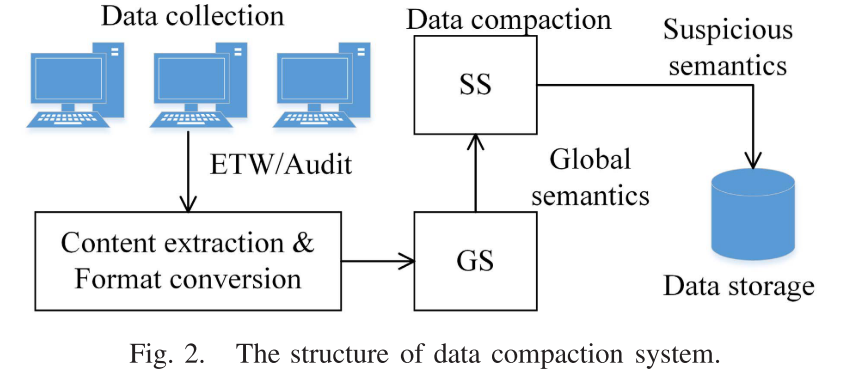 Data collection
ETW/Audit
Content extraction &
Format conversion
GS
Global
semantics
Data compaction
SS
Suspicious
semantics
Data storage
Fig. 2. The structure of data compaction system.